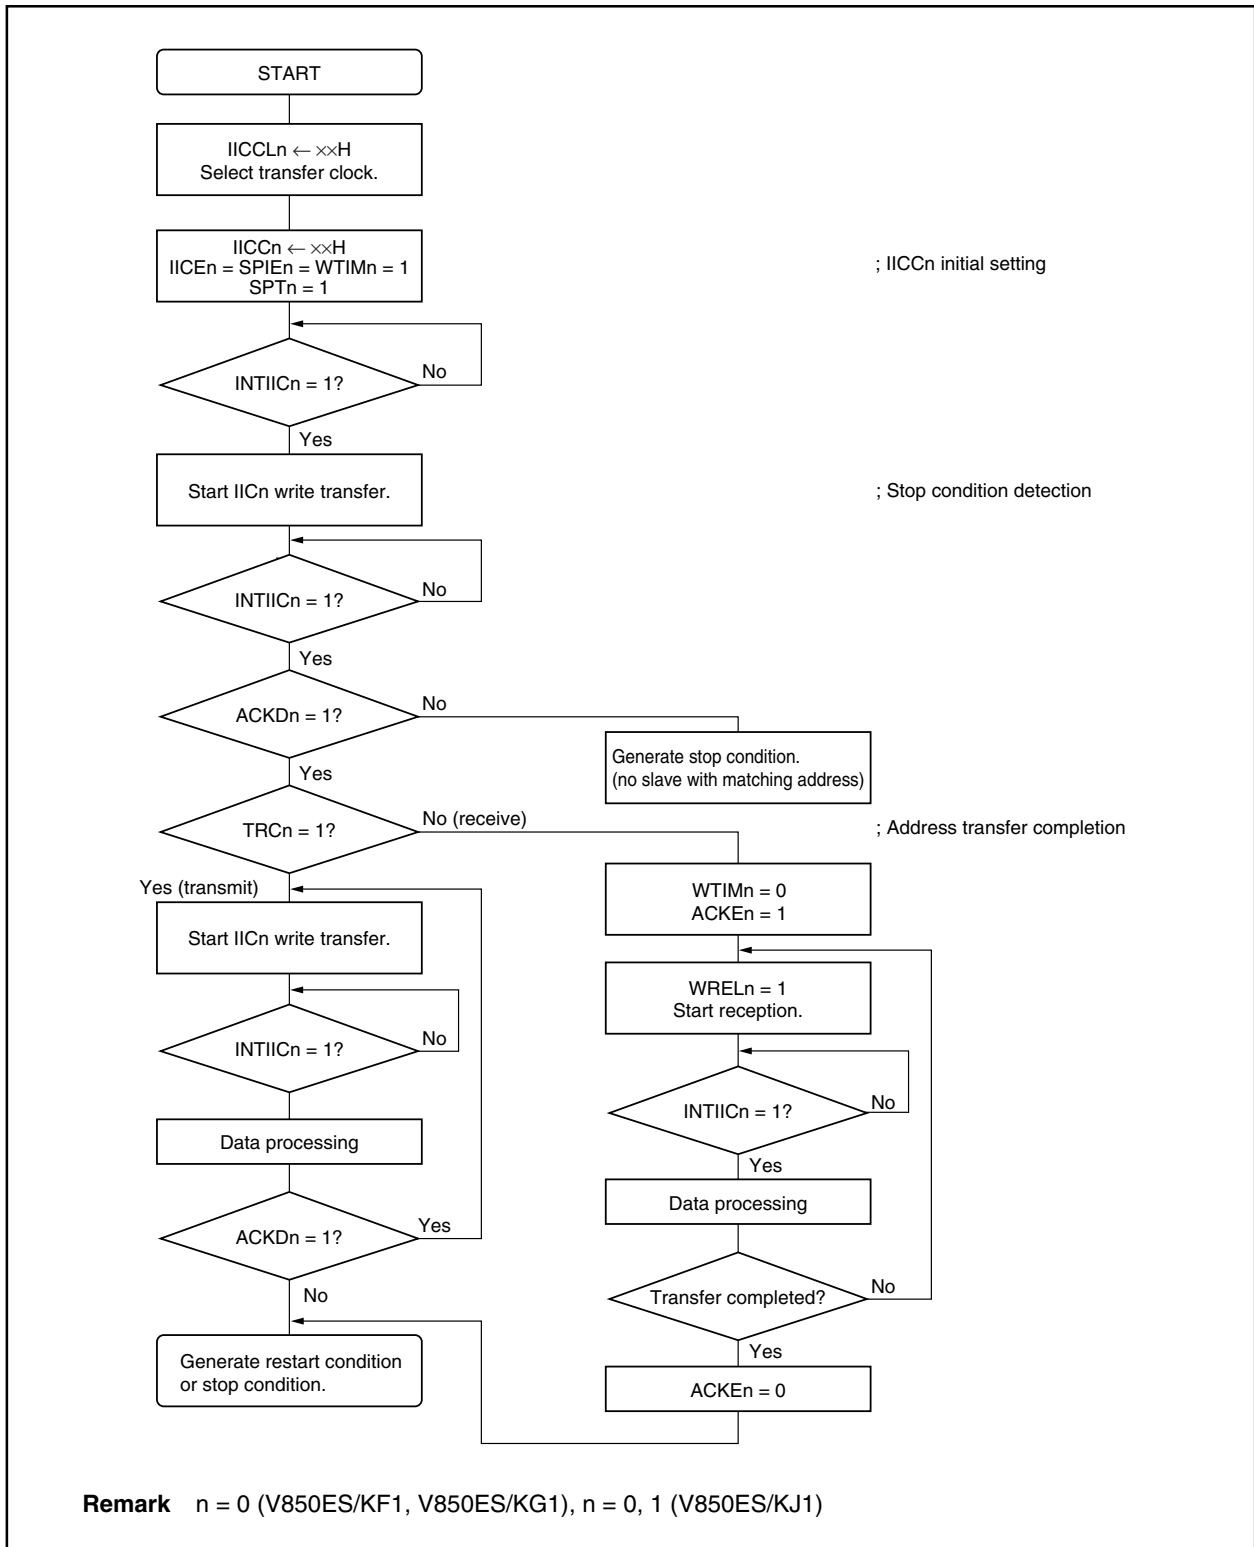 START
IICCLn ← ××H
Select transfer clock.
IICCn ← ××H
IICEn = SPIEn = WTIMn = 1
SPTn = 1
; IICCn initial setting
INTIICn = 1?
No
Yes
Start IICn write transfer.
; Stop condition detection
INTIICn = 1?
No
Yes
ACKDn = 1?
No
Generate stop condition.
(no slave with matching address)
Yes
TRCn = 1?
No (receive)
; Address transfer completion
Yes (transmit)
Start IICn write transfer.
INTIICn = 1?
No
Data processing
ACKDn = 1?
Yes
No
Generate restart condition
or stop condition.
WTIMn = 0
ACKEn = 1
WRELn = 1
Start reception.
INTIICn = 1?
No
Yes
Data processing
Transfer completed?
No
Yes
ACKEn = 0
Remark n = 0 (V850ES/KF1, V850ES/KG1), n = 0, 1 (V850ES/KJ1)